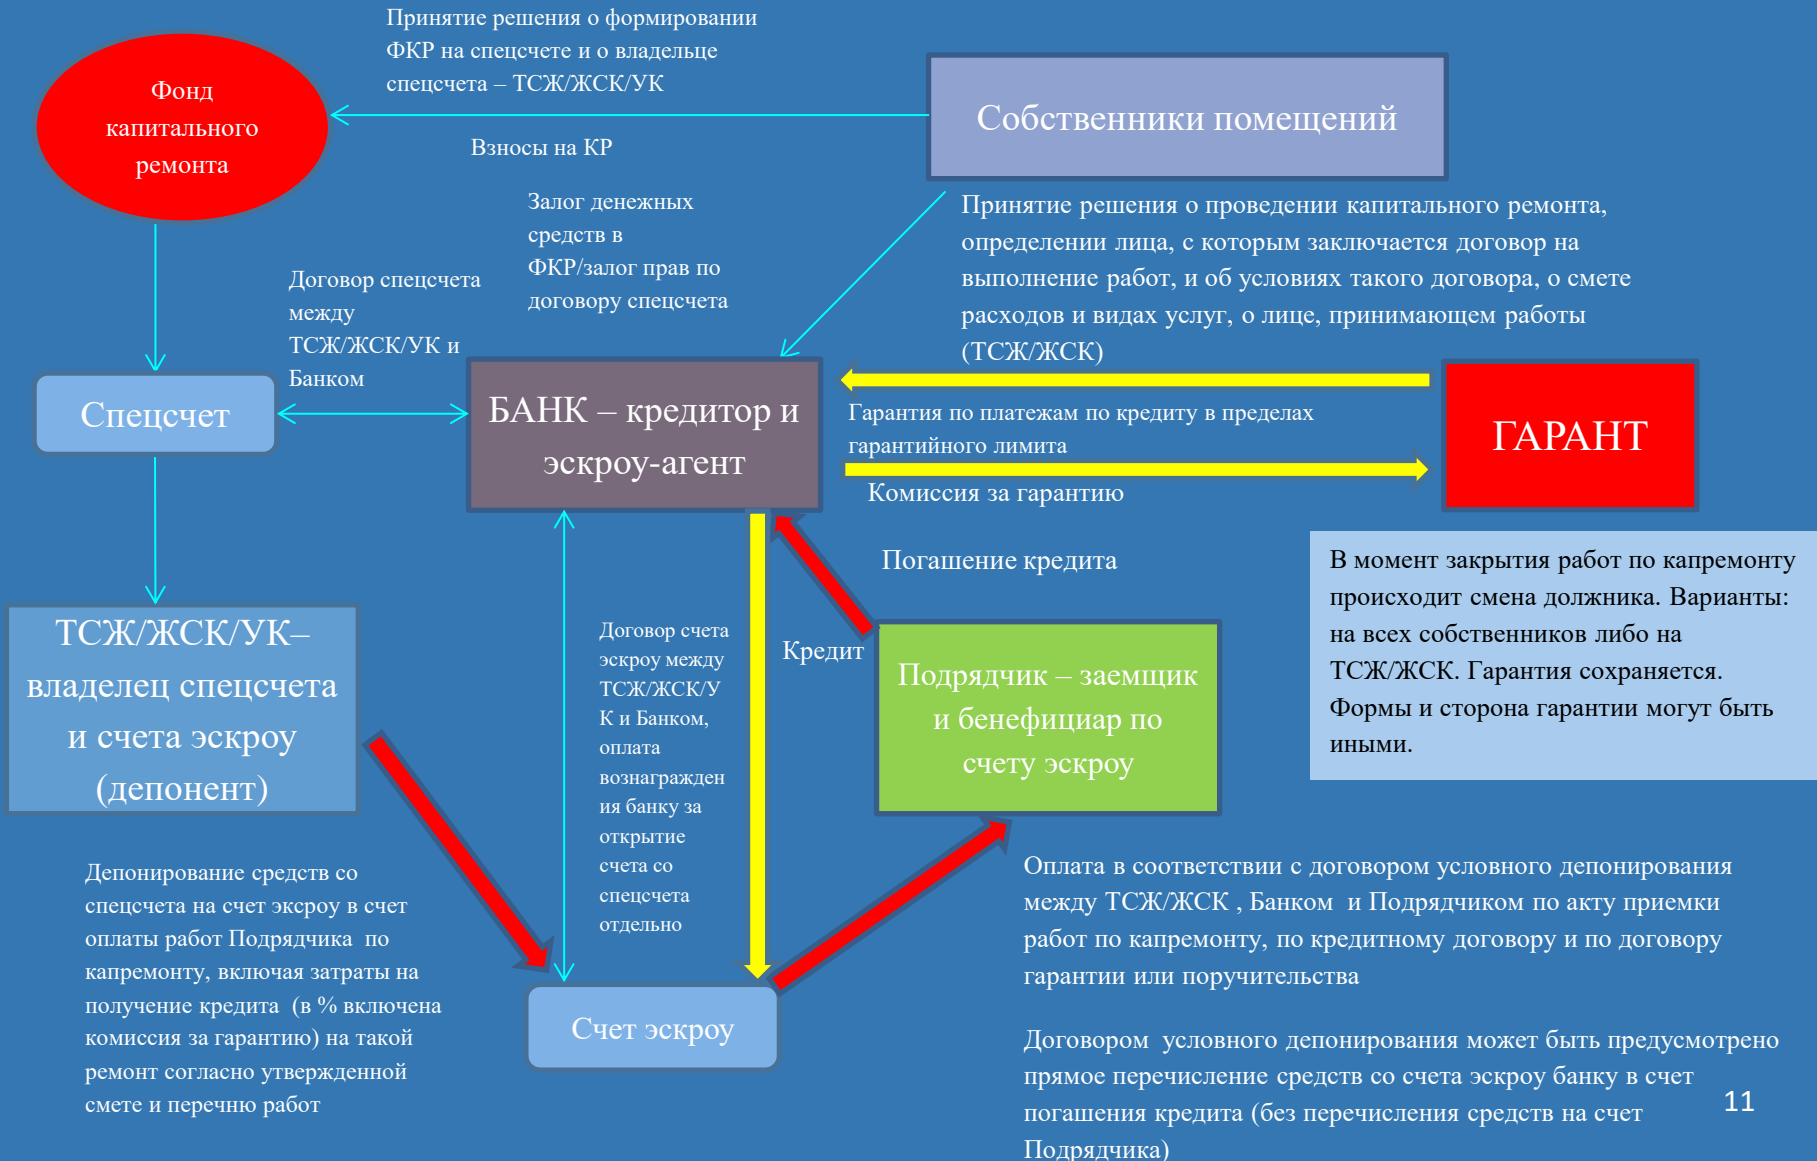 Принятие решения о формировании
ФКР на спецсчете и о владельце
спецсчета – ТСЖ/ЖСК/УК
Фонд
капитального
ремонта
Собственники помещений
Взносы на КР
Залог денежных
средств в
ФКР/залог прав по
договору спецсчета
Принятие решения о проведении капитального ремонта,
определении лица, с которым заключается договор на
выполнение работ, и об условиях такого договора, о смете
расходов и видах услуг, о лице, принимающем работы
(ТСЖ/ЖСК)
Договор спецсчета
между
ТСЖ/ЖСК/УК и
Банком
Спецсчет
БАНК – кредитор и
эскроу-агент
Гарантия по платежам по кредиту в пределах
гарантийного лимита
Комиссия за гарантию
ГАРАНТ
Погашение кредита
В момент закрытия работ по капремонту
происходит смена должника. Варианты:
на всех собственников либо на
ТСЖ/ЖСК. Гарантия сохраняется.
Формы и сторона гарантии могут быть
иными.
ТСЖ/ЖСК/УК–
владелец спецсчета
и счета эскроу
(депонент)
Договор счета
эскроу между
ТСЖ/ЖСК/У
К и Банком,
оплата
вознагражден
ия банку за
открытие
счета со
спецсчета
отдельно
Кредит
Подрядчик – заемщик
и бенефициар по
счету эскроу
Депонирование средств со
спецсчета на счет эксроу в счет
оплаты работ Подрядчика по
капремонту, включая затраты на
получение кредита (в % включена
комиссия за гарантию) на такой
ремонт согласно утвержденной
смете и перечню работ
Счет эскроу
Оплата в соответствии с договором условного депонирования
между ТСЖ/ЖСК , Банком и Подрядчиком по акту приемки
работ по капремонту, по кредитному договору и по договору
гарантии или поручительства
Договором условного депонирования может быть предусмотрено
прямое перечисление средств со счета эскроу банку в счет
погашения кредита (без перечисления средств на счет
Подрядчика)
11